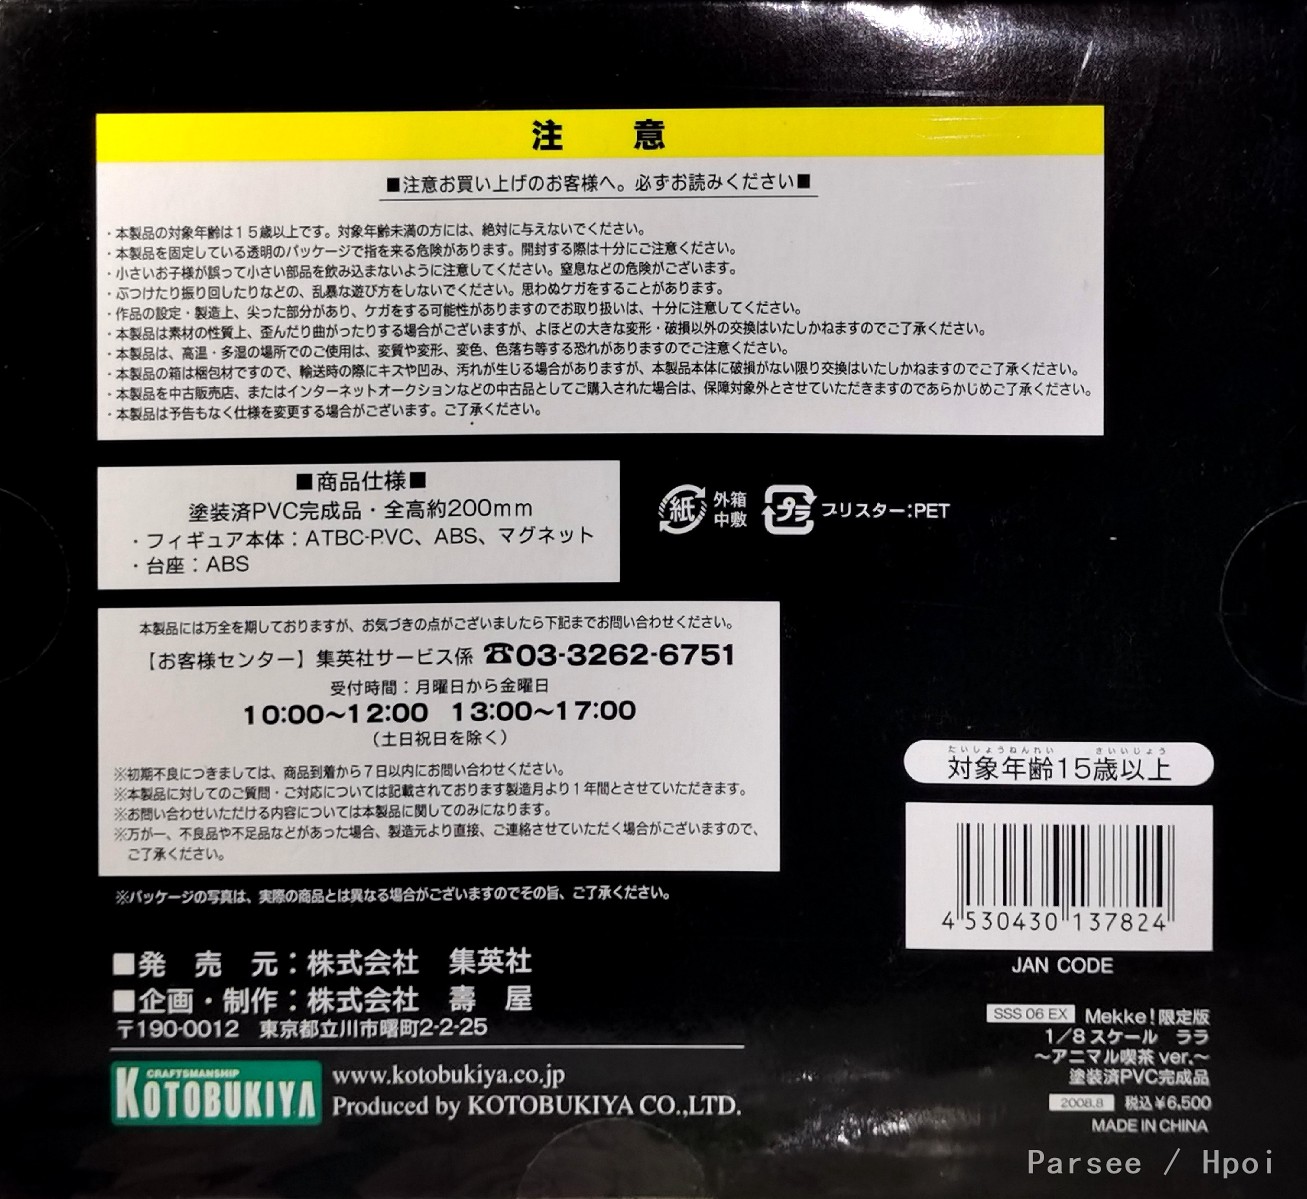 注　意
■注意お買い上げのお客様へ。必ずお読みください■
・本製品の対象年齢は１５歳以上です。対象年齢未満の方には、絶対に与えないでください。
・本製品を固定している透明のパッケージで指を来る危険があります。開封する際は十分にご注意ください。
・小さいお子様が誤って小さい部品を飲み込まないように注意してください。窒息などの危険がございます。
・ぶつけたり振り回したりなどの、乱暴な遊び方をしないでください。思わぬケガをすることがあります。
・作品の設定・製造上、尖った部分があり、ケガをする可能性がありますのでお取り扱いは、十分に注意してください。
・本製品は素材の性質上、歪んだり曲がったりする場合がございますが、よほどの大きな変形・破損以外の交換はいたしかねますのでご了承ください。
・本製品は、高温・多湿の場所でのご使用は、変質や変形、変色、色落ち等する恐れがありますのでご注意ください。
・本製品の箱は梱包材ですので、輸送時の際にキズや凹み、汚れが生じる場合がありますが、本製品本体に破損がない限り交換はいたしかねますのでご了承ください。
・本製品を中古販売店、またはインターネットオークションなどの中古品としてご購入された場合は、保障対象外とさせていただきますのであらかじめご了承ください。
・本製品は予告もなく仕様を変更する場合がございます。ご了承ください。
■商品仕様■
塗装済PVC完成品・全高約200mm
・フィギュア本体：ATBC-PVC、ABS、マグネット
・台座：ABS
紙 外箱 中敷 プラ ブリスター：PET
本製品には万全を期しておりますが、お気づきの点がございましたら下記までお問い合わせください。
【お客様センター】集英社サービス係 ☎03-3262-6751
受付時間：月曜日から金曜日
10:00〜12:00 13:00〜17:00
（土日祝日を除く）
※初期不良につきましては、商品到着から７日以内にお問い合わせください。
※本製品に対してのご質問・ご対応については記載されております製造月より１年間とさせていただきます。
※お問い合わせいただける内容については本製品に関してのみになります。
※万が一、不良品や不足品などがあった場合、製造元より直接、ご連絡させていただく場合がございますので、
ご了承ください。
※パッケージの写真は、実際の商品とは異なる場合がございますのでその旨、ご了承ください。
■発　売　元：株式会社　集英社
■企画・制作：株式会社　壽　屋
〒190-0012　東京都立川市曙町2-2-25
CRAFTSMANSHIP
KOTOBUKIYA
www.kotobukiya.co.jp
Produced by KOTOBUKIYA CO.,LTD.
たいしょうねんれい　さいいじょう
対象年齢15歳以上
4 530430 137824
JAN CODE
SSS 06 EX Mekke！限定版
1／8スケール　ララ
〜アニマル喫茶 ver.〜
塗装済PVC完成品
2008.8 税込￥6,500
MADE IN CHINA
Parsee / Hpoi